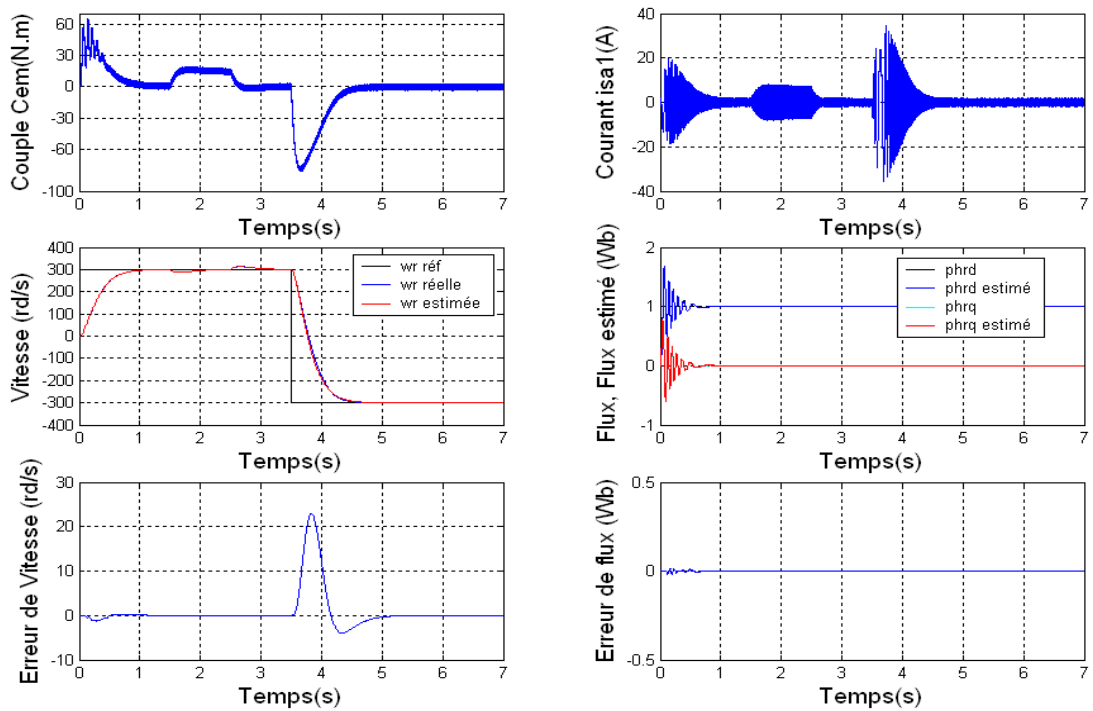 Couple Cem(N.m)
60
30
0
-30
-60
-100
0 1 2 3 4 5 6 7
Temps(s)
Courant isa1(A)
40
20
0
-20
-40
0 1 2 3 4 5 6 7
Temps(s)
Vitesse (rd/s)
400
300
200
100
0
-100
-200
-300
-400
wr réf
wr réelle
wr estimée
0 1 2 3 4 5 6 7
Temps(s)
Flux, Flux estimé (Wb)
2
1
0
-1
phrd
phrd estimé
phrq
phrq estimé
0 1 2 3 4 5 6 7
Temps(s)
Erreur de Vitesse (rd/s)
30
20
10
0
-10
0 1 2 3 4 5 6 7
Temps(s)
Erreur de flux (Wb)
0.5
0
-0.5
0 1 2 3 4 5 6 7
Temps(s)